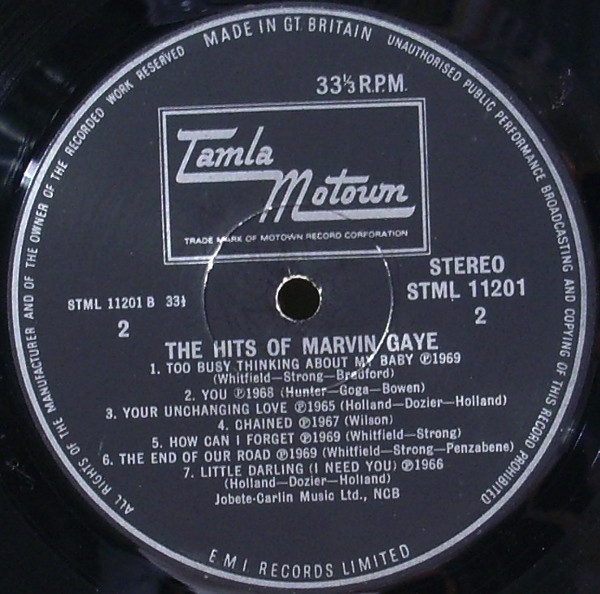 MADE IN GT. BRITAIN
UNAUTHORISED PUBLIC PERFORMANCE BROADCASTING AND COPYING OF THIS RECORD PROHIBITED
ALL RIGHTS OF THE MANUFACTURER AND OF THE OWNER OF THE RECORDED WORK RESERVED
33⅓ R.P.M.
Tamla
Motown
TRADE MARK OF MOTOWN RECORD CORPORATION
STEREO
STML 11201
2
STML 11201 B 33⅓
2
THE HITS OF MARVIN GAYE
1. TOO BUSY THINKING ABOUT MY BABY ℗1969
(Whitfield—Strong—Bradford)
2. YOU ℗1968 (Hunter—Goga—Bowen)
3. YOUR UNCHANGING LOVE ℗1965 (Holland—Dozier—Holland)
4. CHAINED ℗1967 (Wilson)
5. HOW CAN I FORGET ℗1969 (Whitfield—Strong)
6. THE END OF OUR ROAD ℗1969 (Whitfield—Strong—Penzabene)
7. LITTLE DARLING (I NEED YOU) ℗1966
(Holland—Dozier—Holland)
Jobete-Carlin Music Ltd., NCB
E.M.I. RECORDS LIMITED